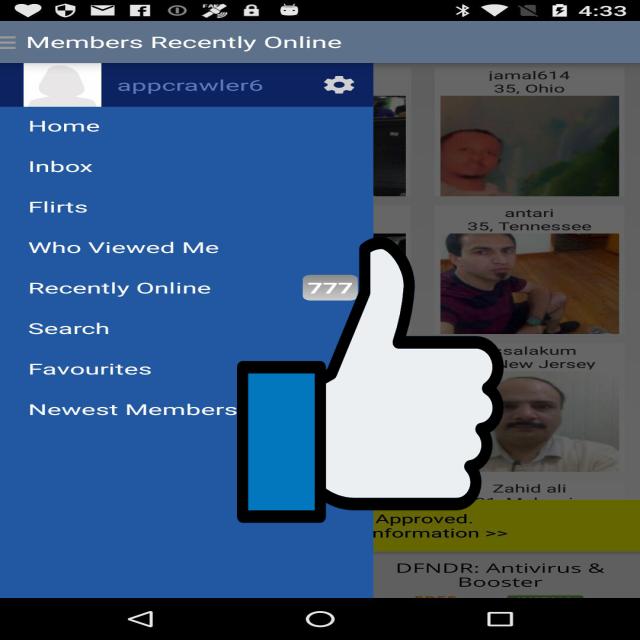 4:33
Members Recently Online
appcrawler6
Home
Inbox
Flirts
Who Viewed Me
Recently Online 777
Search
Favourites
Newest Members
jamal614
35, Ohio
antari
35, Tennessee
salakum
New Jersey
Zahid ali
Approved.
nformation >>
DFNDR: Antivirus &
Booster